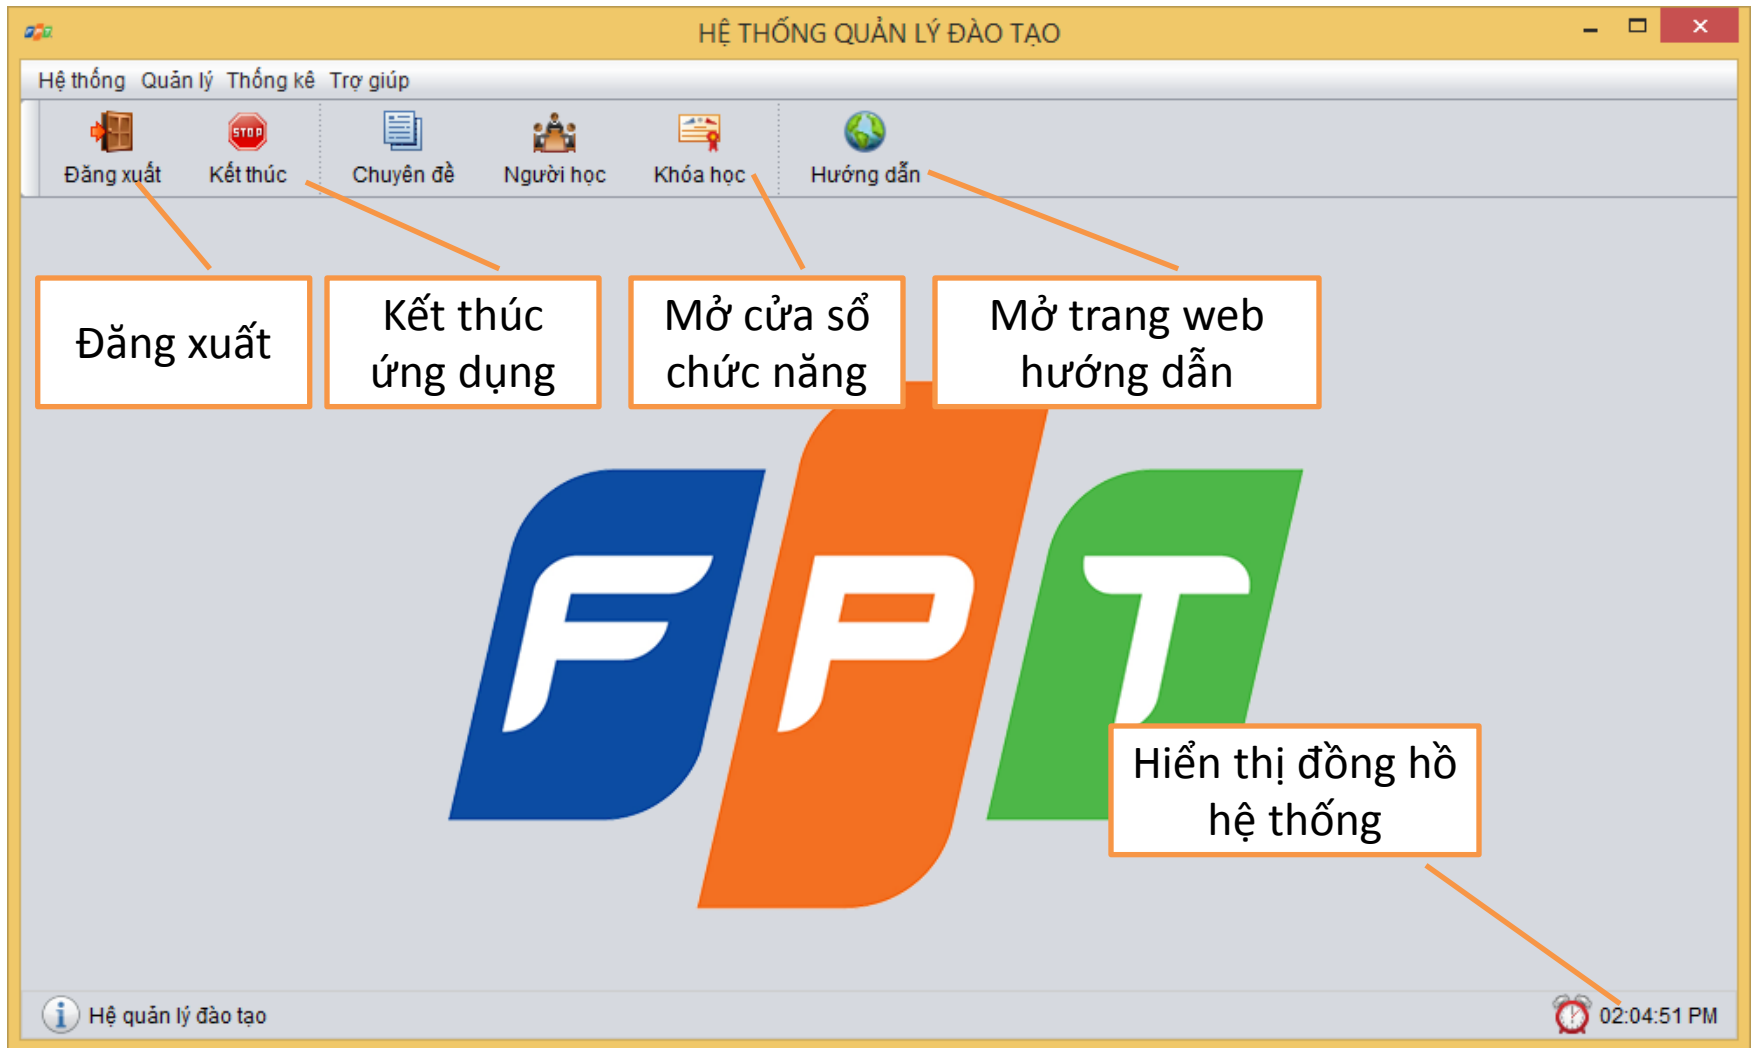 HỆ THỐNG QUẢN LÝ ĐÀO TẠO
Hệ thống Quản lý Thống kê Trợ giúp
STOP
Đăng xuất Kết thúc Chuyên đề Người học Khóa học Hướng dẫn
Đăng xuất
Kết thúc
ứng dụng
Mở cửa sổ
chức năng
Mở trang web
hướng dẫn
FPT
Hiển thị đồng hồ
hệ thống
Hệ quản lý đào tạo
02:04:51 PM